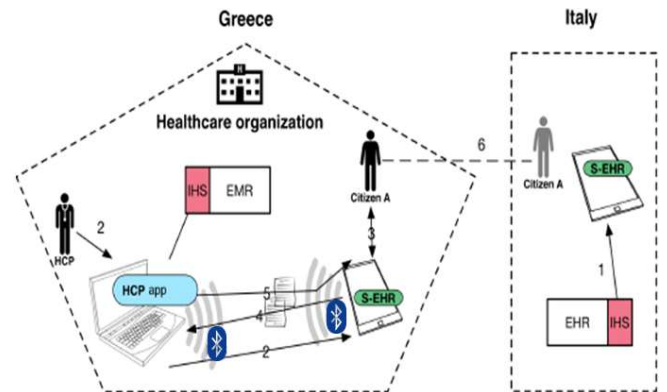 Greece
Italy
H
Healthcare organization
6
IHS EMR
Citizen A
Citizen A
S-EHR
2
HCP
3
1
HCP app
5
S-EHR
4
2
EHR IHS